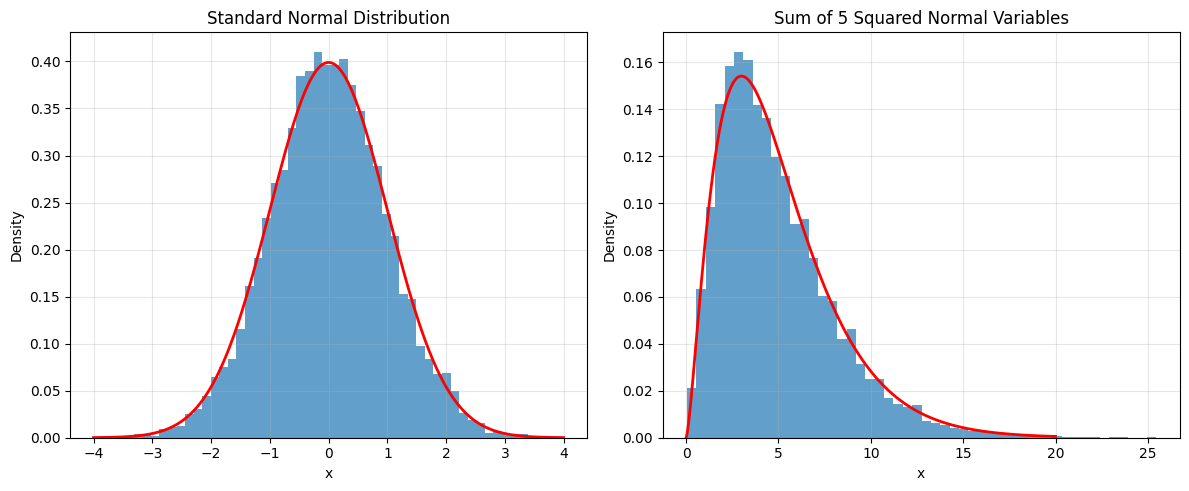 Standard Normal Distribution
Density
0.40
0.35
0.30
0.25
0.20
0.15
0.10
0.05
0.00
−4 −3 −2 −1 0 1 2 3 4
x
Sum of 5 Squared Normal Variables
Density
0.16
0.14
0.12
0.10
0.08
0.06
0.04
0.02
0.00
0 5 10 15 20 25
x